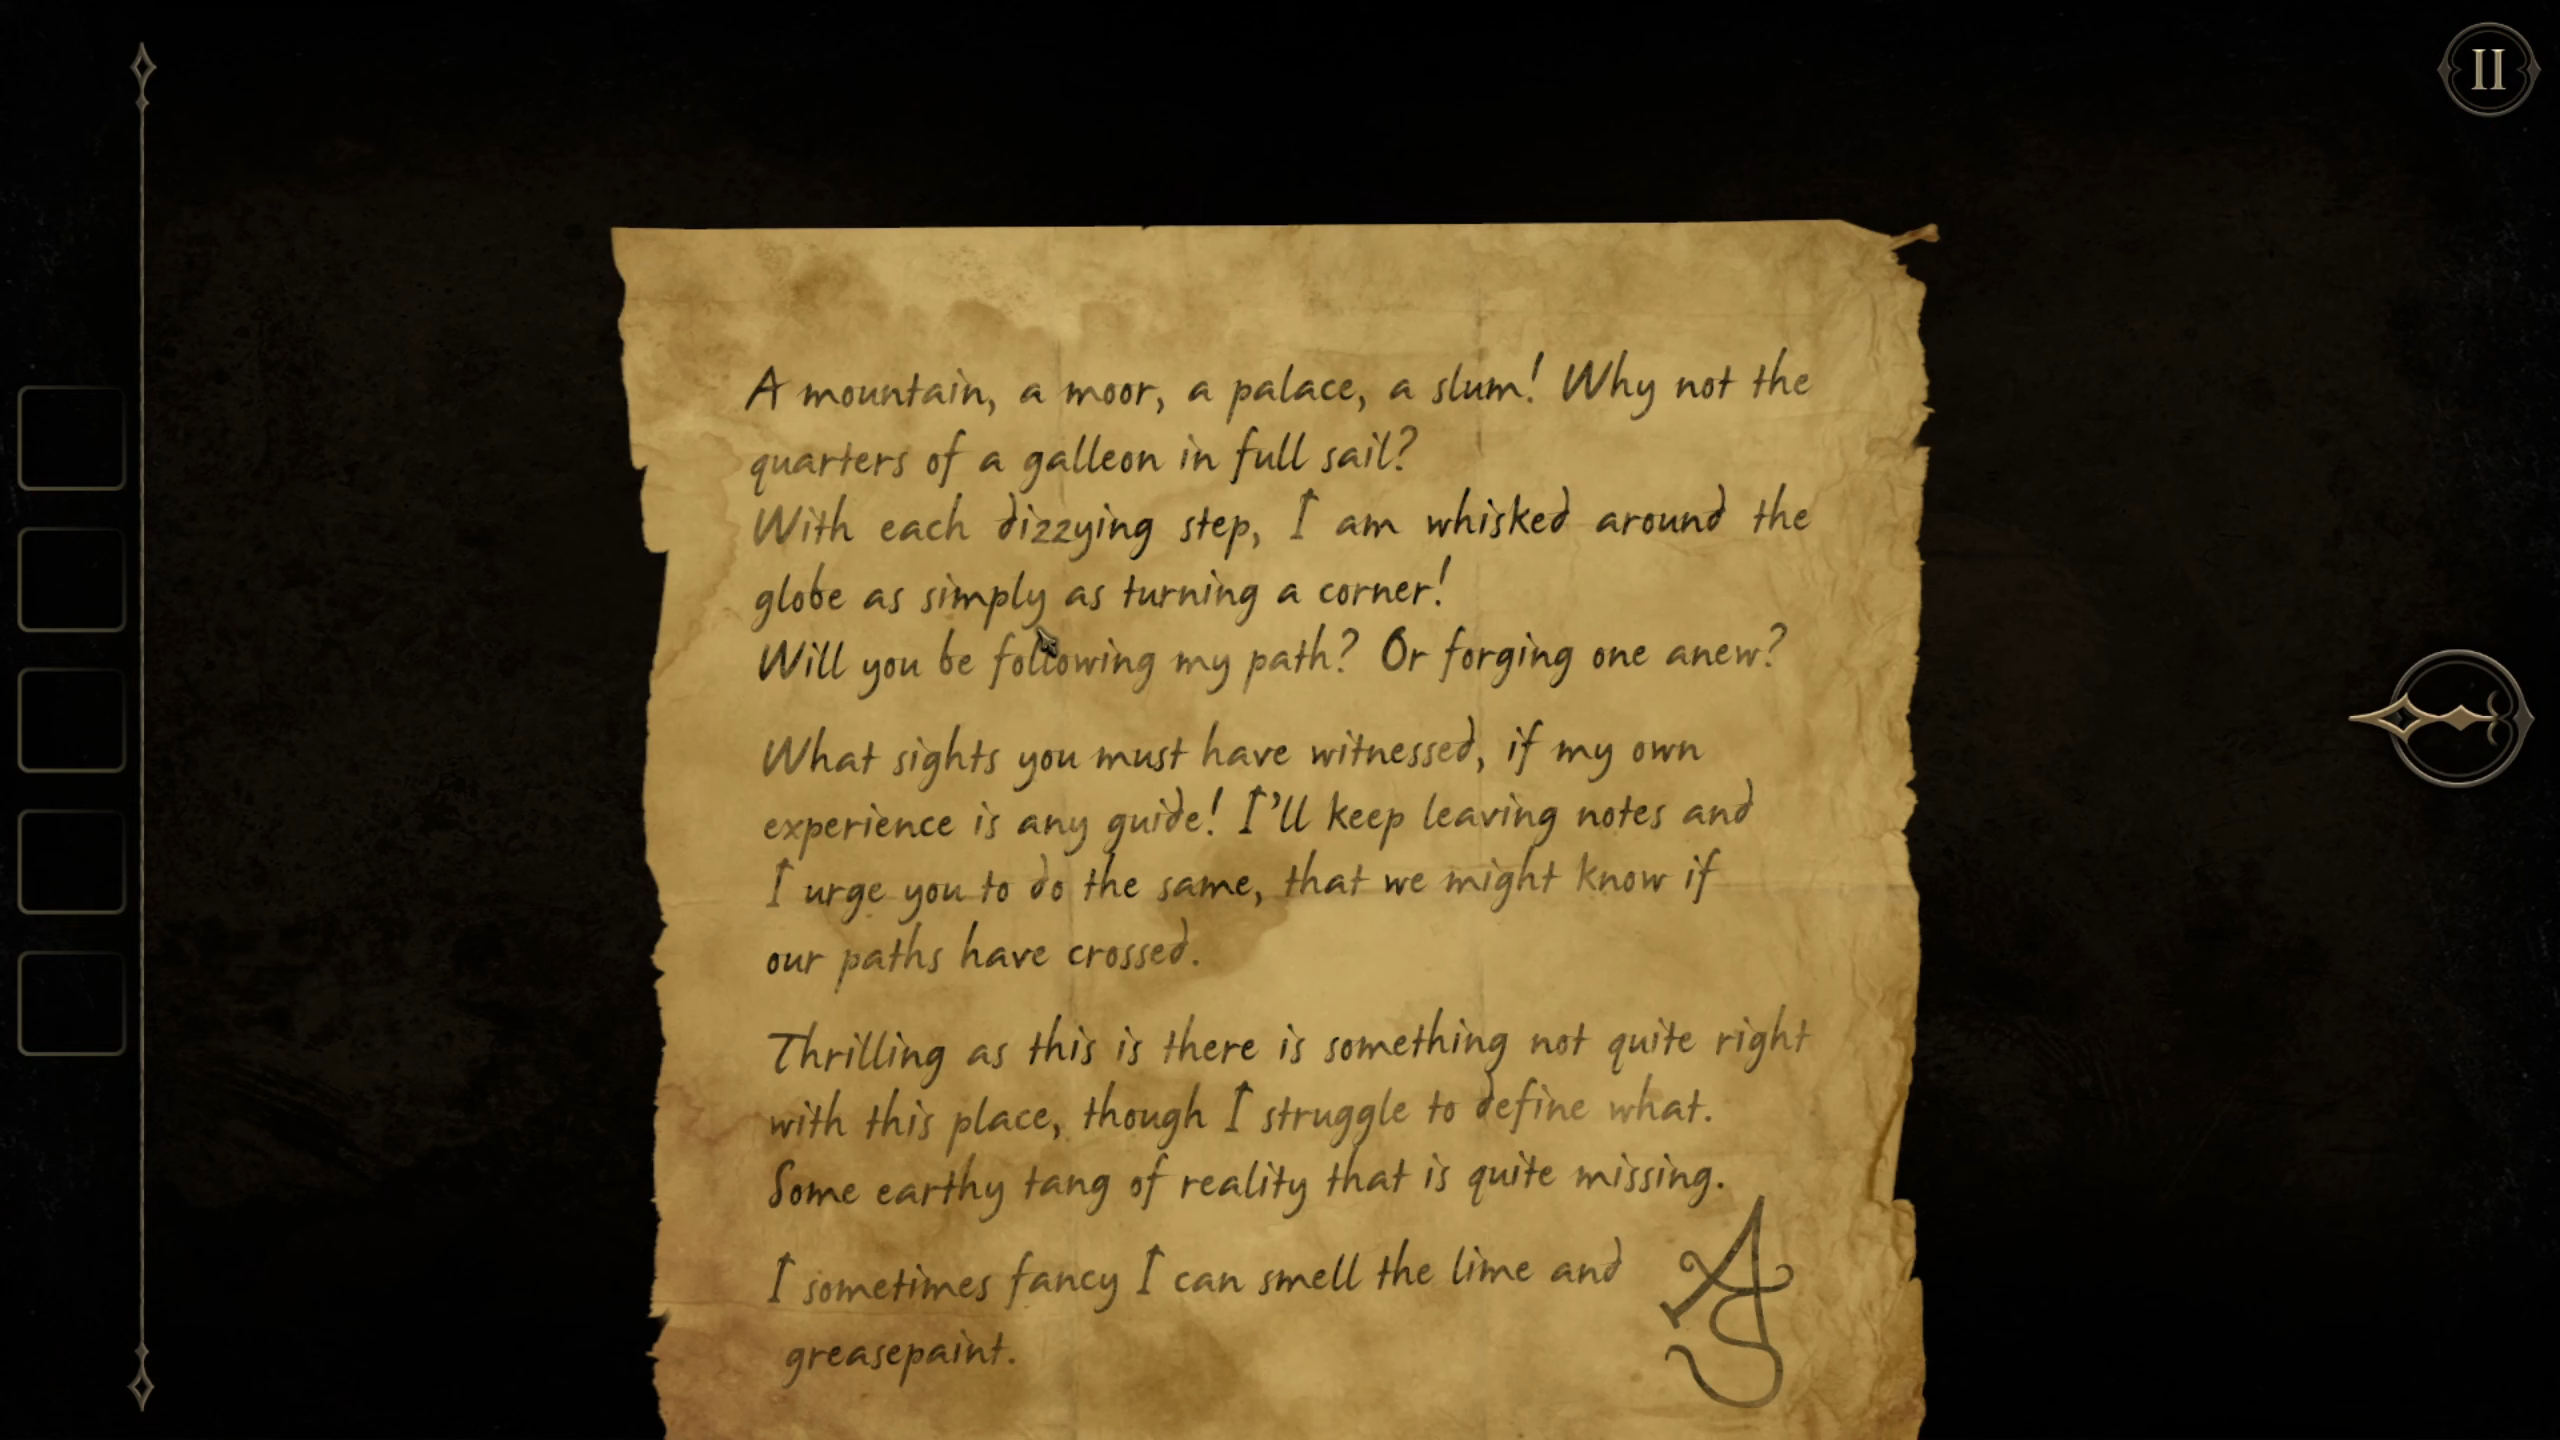 II
A mountain, a moor, a palace, a slum! Why not the
quarters of a galleon in full sail?
With each dizzying step, I am whisked around the
globe as simply as turning a corner!
Will you be following my path? Or forging one anew?
What sights you must have witnessed, if my own
experience is any guide! I'll keep leaving notes and
I urge you to do the same, that we might know if
our paths have crossed.
Thrilling as this is there is something not quite right
with this place, though I struggle to define what.
Some earthy tang of reality that is quite missing.
I sometimes fancy I can smell the lime and
greasepaint.
AS